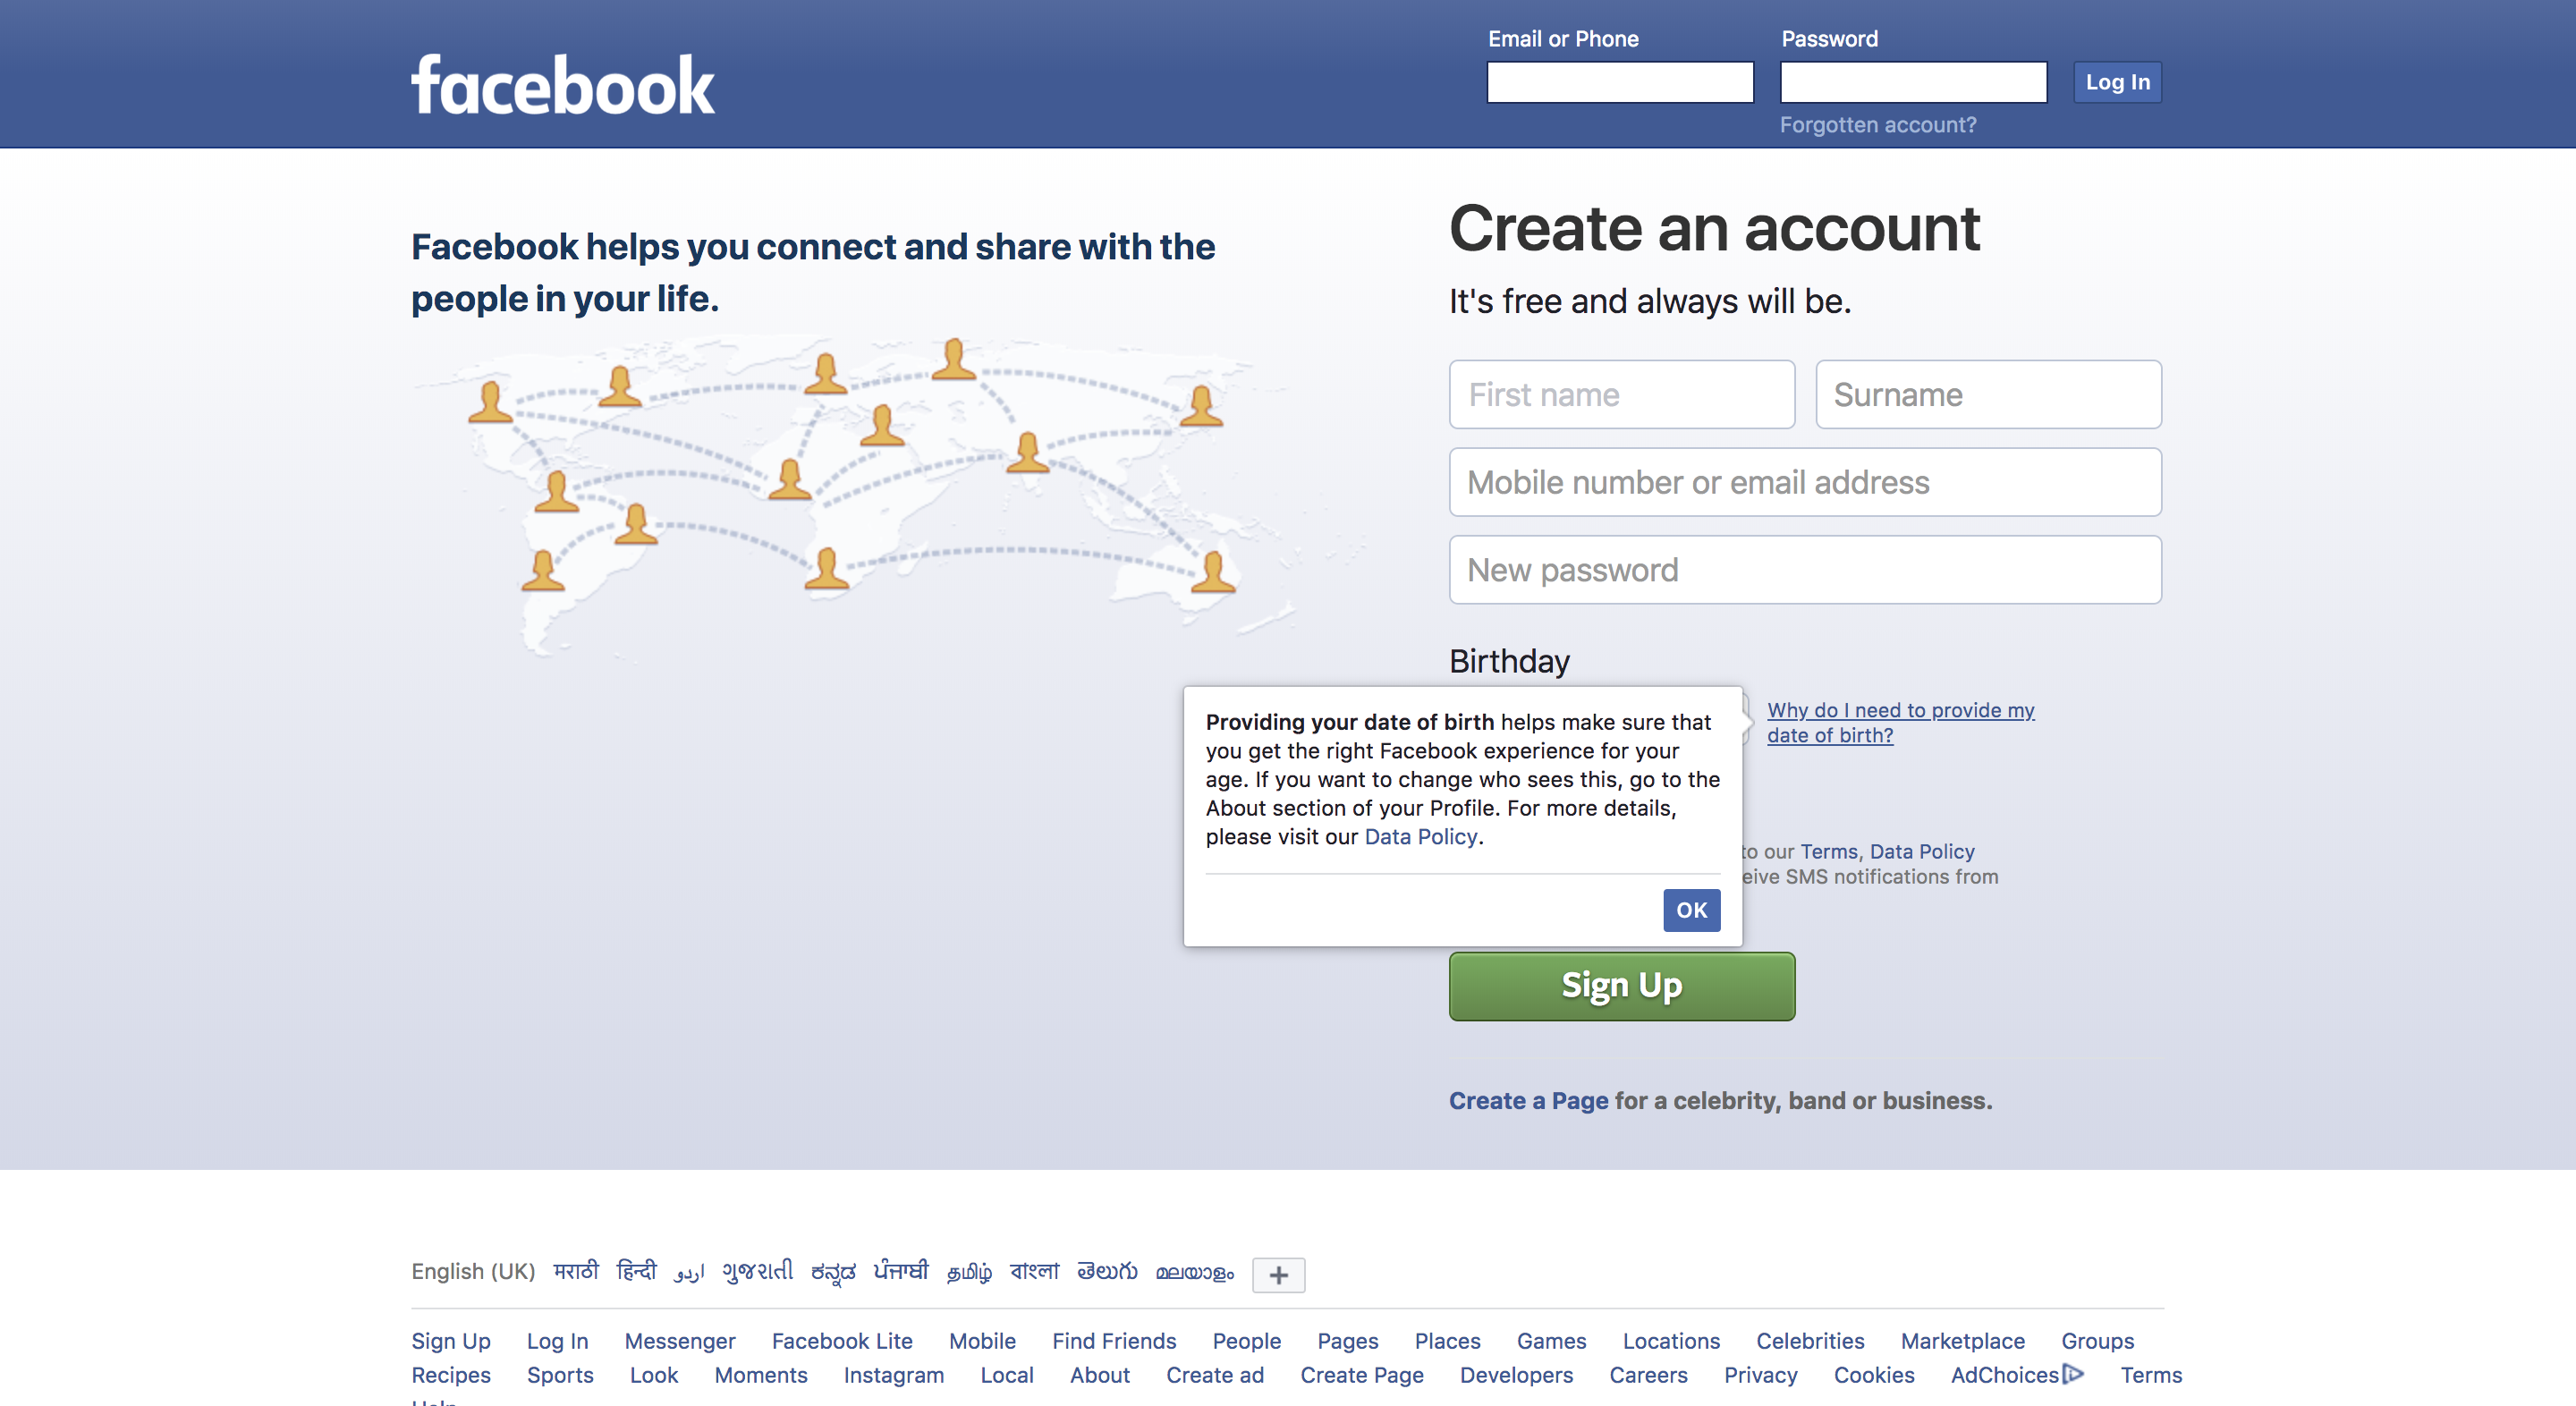 facebook
Email or Phone
Password
Log In
Forgotten account?
Facebook helps you connect and share with the
people in your life.
Create an account
It's free and always will be.
First name
Surname
Mobile number or email address
New password
Birthday
Providing your date of birth helps make sure that
you get the right Facebook experience for your
age. If you want to change who sees this, go to the
About section of your Profile. For more details,
please visit our Data Policy.
OK
Why do I need to provide my
date of birth?
to our Terms, Data Policy
eive SMS notifications from
Sign Up
Create a Page for a celebrity, band or business.
English (UK) मराठी हिन्दी اردو ગુજરાતી ಕನ್ನಡ ਪੰਜਾਬੀ தமிழ் বাংলা తెలుగు മലയാളം +
Sign Up Log In Messenger Facebook Lite Mobile Find Friends People Pages Places Games Locations Celebrities Marketplace Groups
Recipes Sports Look Moments Instagram Local About Create ad Create Page Developers Careers Privacy Cookies AdChoices Terms
Help